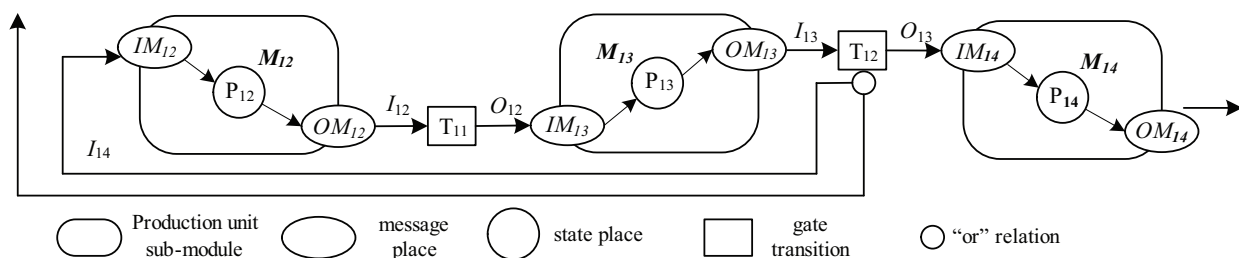 IM12
M12
P12
OM12
I12
T11
O12
IM13
M13
P13
OM13
I13
T12
O13
IM14
M14
P14
OM14
I14
Production unit
sub-module
message
place
state place
gate
transition
“or” relation